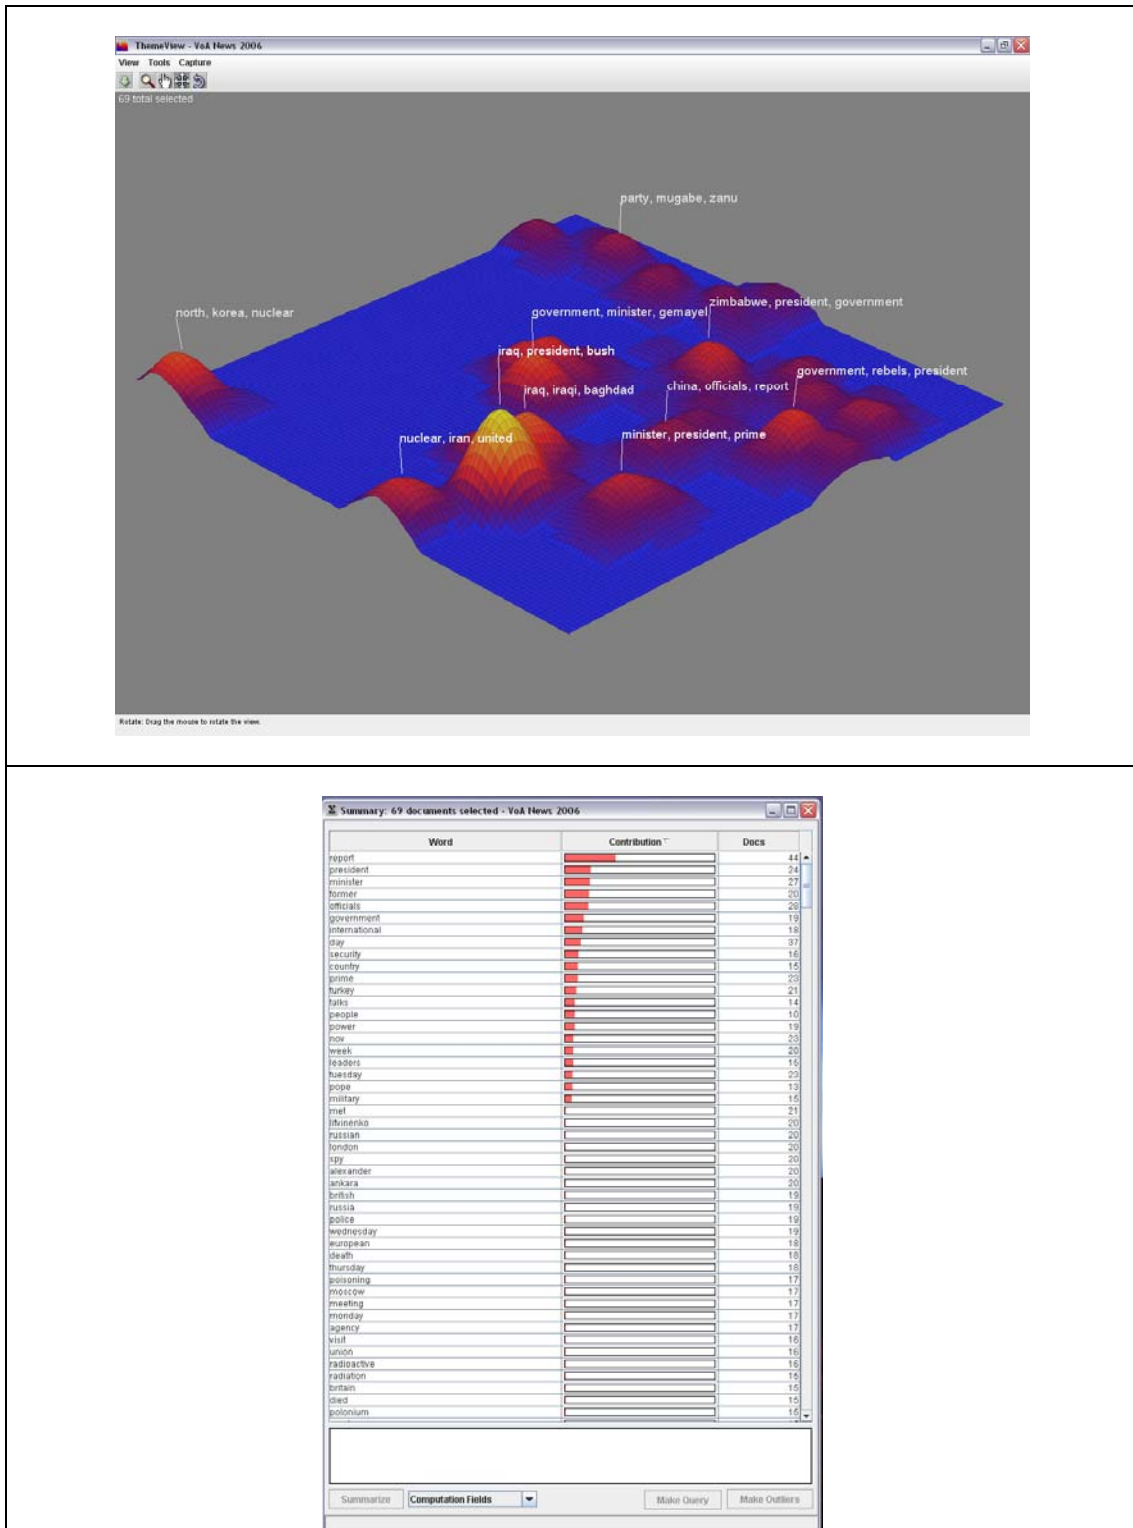 ThemeView - VoA News 2006
View Tools Capture
69 total selected
party, mugabe, zanu
zimbabwe, president, government
north, korea, nuclear
government, minister, gemayel
iraq, president, bush
government, rebels, president
iraq, iraqi, baghdad
china, officials, report
nuclear, iran, united
minister, president, prime
Rotate: Drag the mouse to rotate the view.
Summary: 69 documents selected - VoA News 2006
Word Contribution Docs
report 44
president 24
minister 27
former 20
officials 28
government 19
international 18
day 37
security 16
country 15
prime 23
turkey 21
talks 14
people 10
power 19
nov 23
week 20
leaders 16
tuesday 23
pope 13
military 15
met 21
litvinenko 20
russian 20
london 20
spy 20
alexander 20
ankara 20
british 19
russia 19
police 19
wednesday 19
european 18
death 18
thursday 18
poisoning 17
moscow 17
meeting 17
monday 17
agency 17
visit 16
union 16
radioactive 16
radiation 16
britain 15
died 15
polonium 15
Summarize Computation Fields Make Query Make Outliers